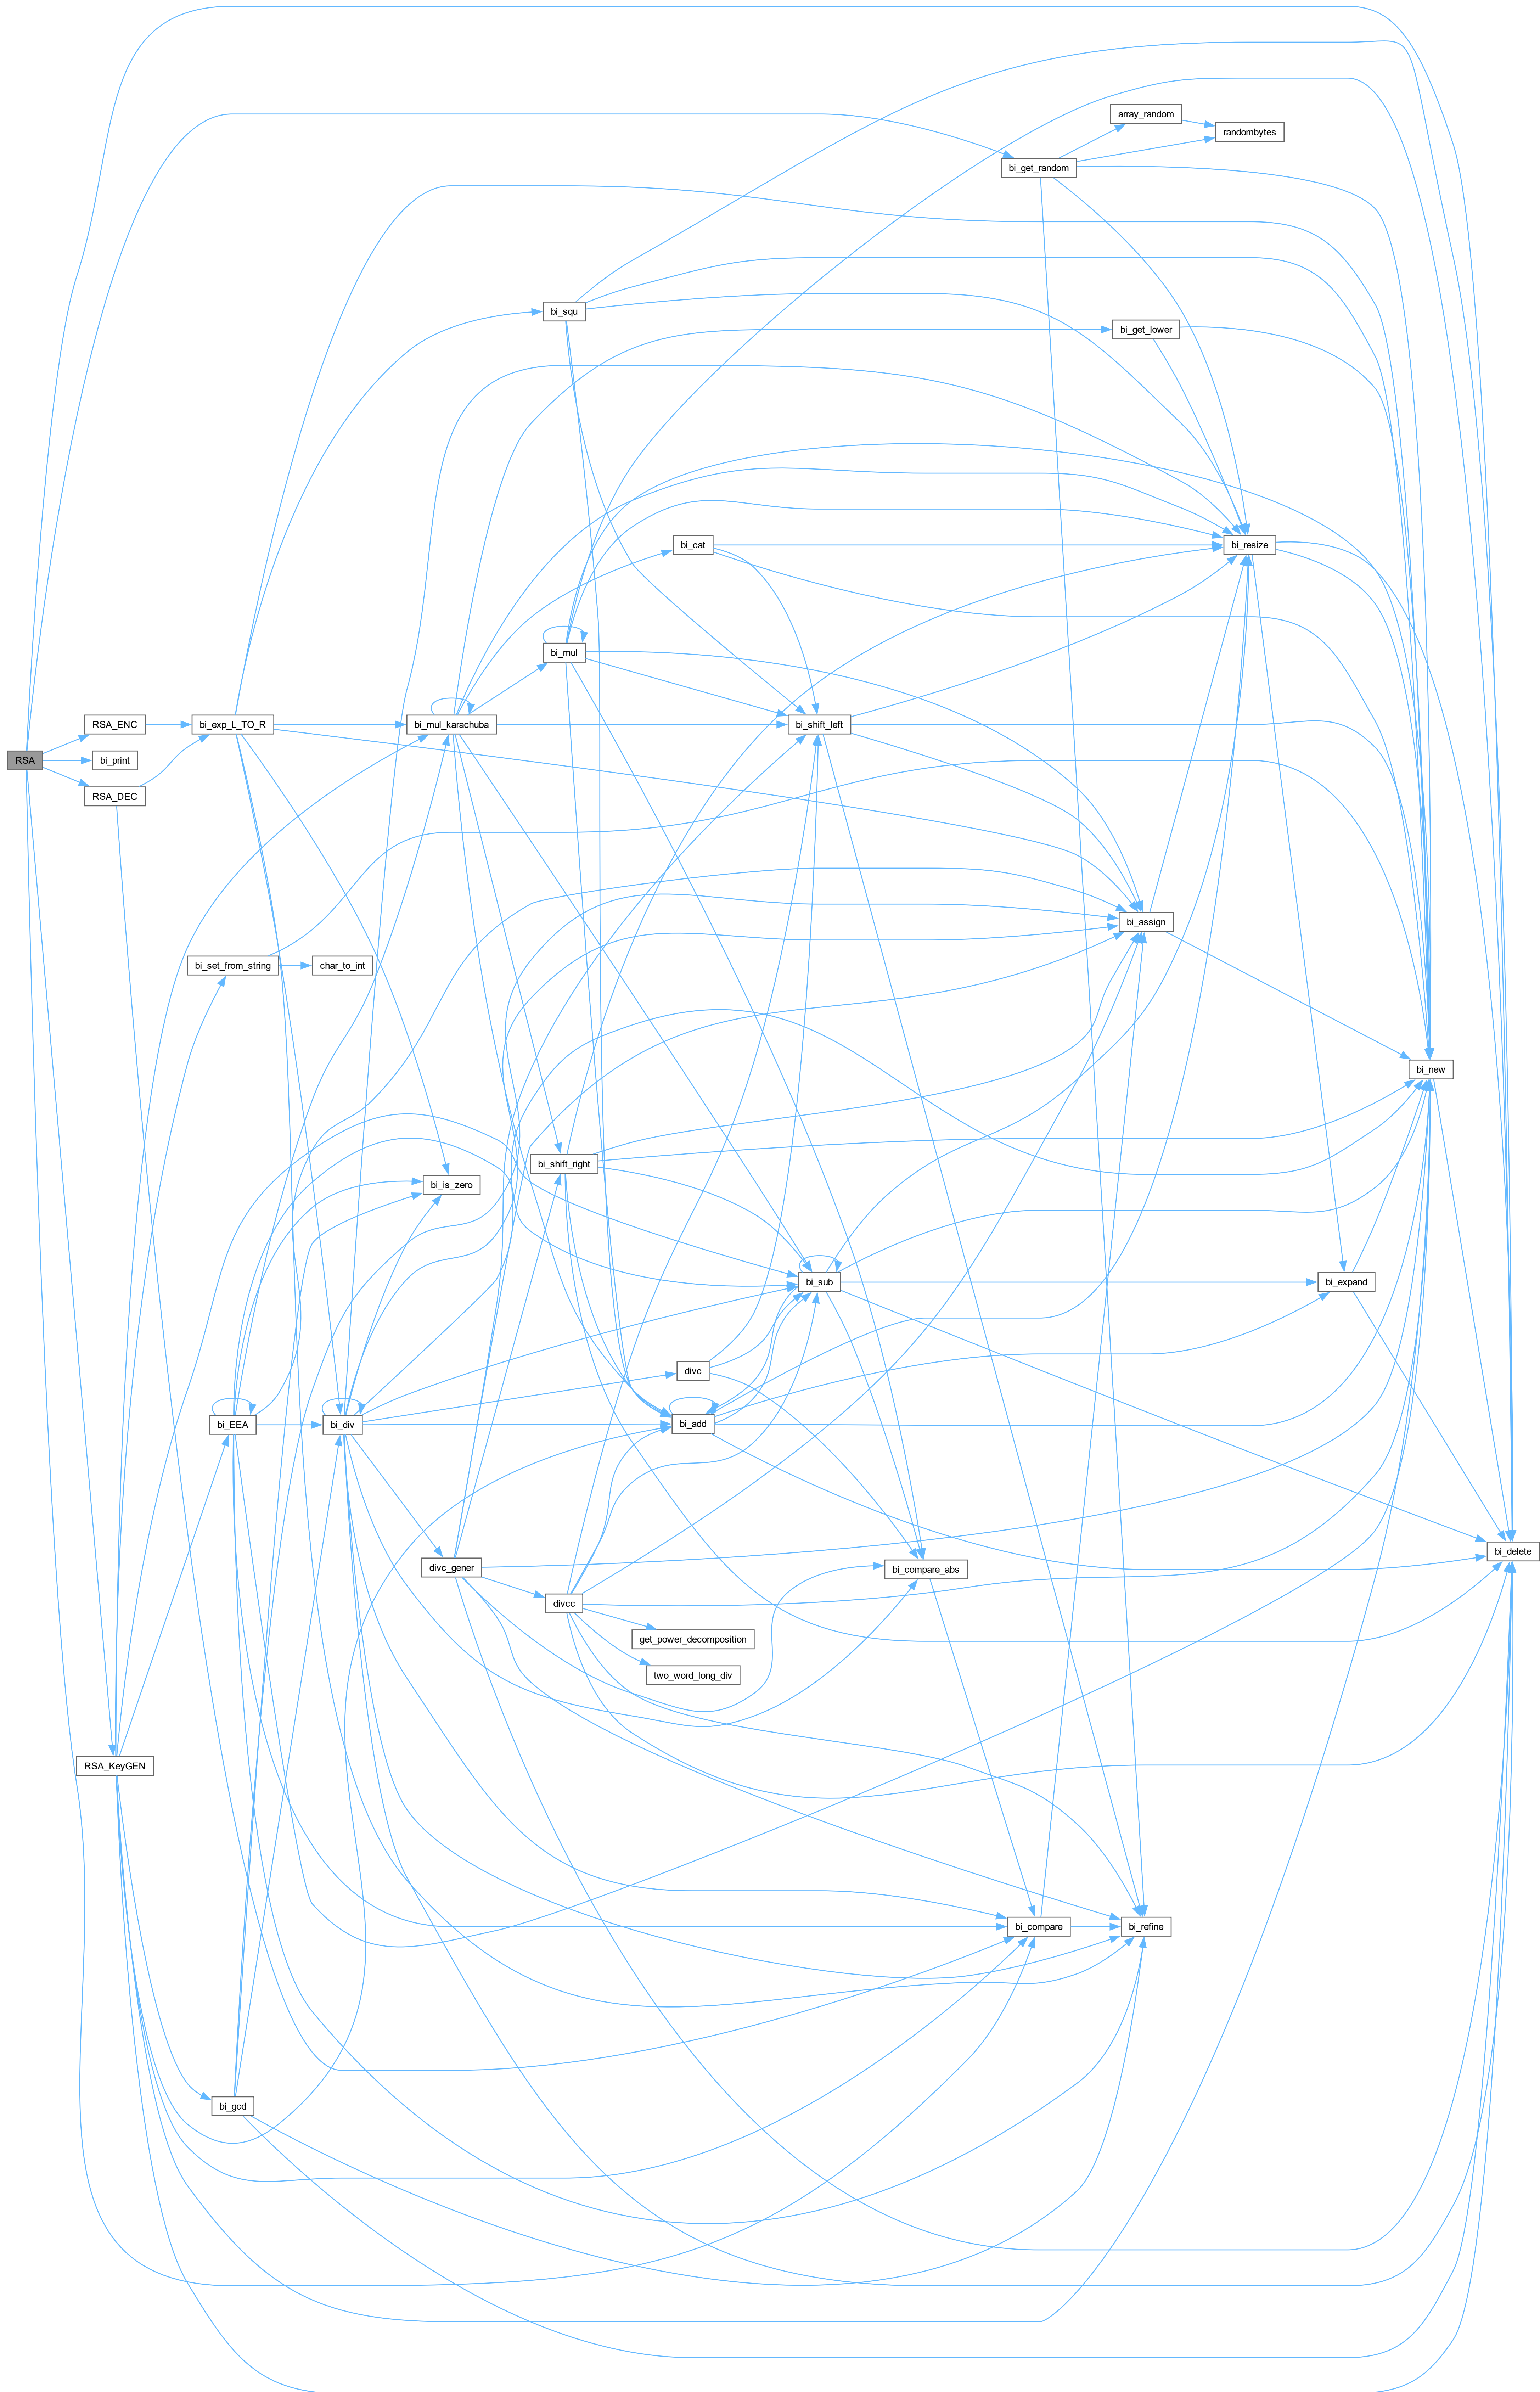 array_random
randombytes
bi_get_random
bi_squ
bi_get_lower
bi_cat
bi_resize
bi_mul
RSA_ENC
bi_exp_L_TO_R
bi_mul_karachuba
bi_shift_left
RSA
bi_print
RSA_DEC
bi_assign
bi_set_from_string
char_to_int
bi_new
bi_shift_right
bi_is_zero
bi_sub
bi_expand
divc
bi_EEA
bi_div
bi_add
bi_delete
divc_gener
bi_compare_abs
divcc
get_power_decomposition
two_word_long_div
RSA_KeyGEN
bi_compare
bi_refine
bi_gcd